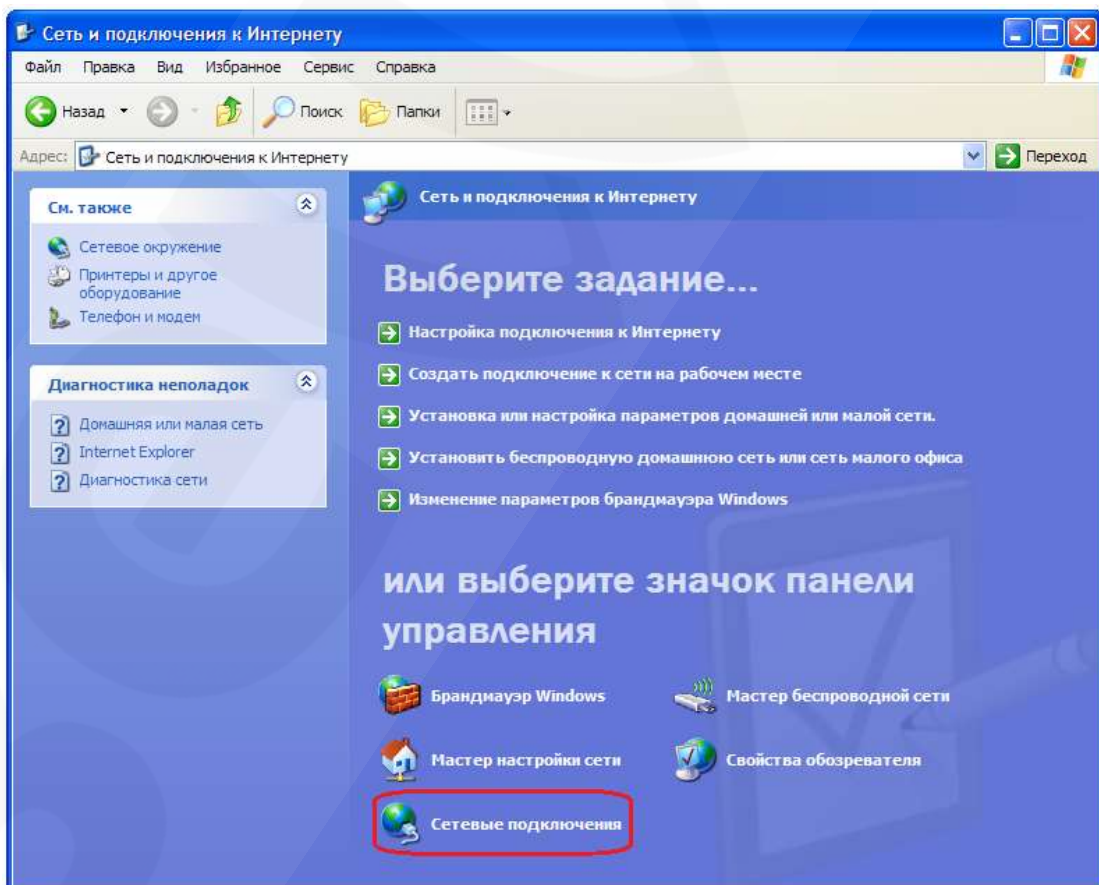 Сеть и подключения к Интернету
Файл Правка Вид Избранное Сервис Справка
Назад Поиск Папки
Адрес: Сеть и подключения к Интернету Переход
См. также
Сетевое окружение
Принтеры и другое
оборудование
Телефон и модем
Диагностика неполадок
Домашняя или малая сеть
Internet Explorer
Диагностика сети
Сеть и подключения к Интернету
Выберите задание...
Настройка подключения к Интернету
Создать подключение к сети на рабочем месте
Установка или настройка параметров домашней или малой сети.
Установить беспроводную домашнюю сеть или сеть малого офиса
Изменение параметров брандмауэра Windows
или выберите значок панели
управления
Брандмауэр Windows Мастер беспроводной сети
Мастер настройки сети Свойства обозревателя
Сетевые подключения